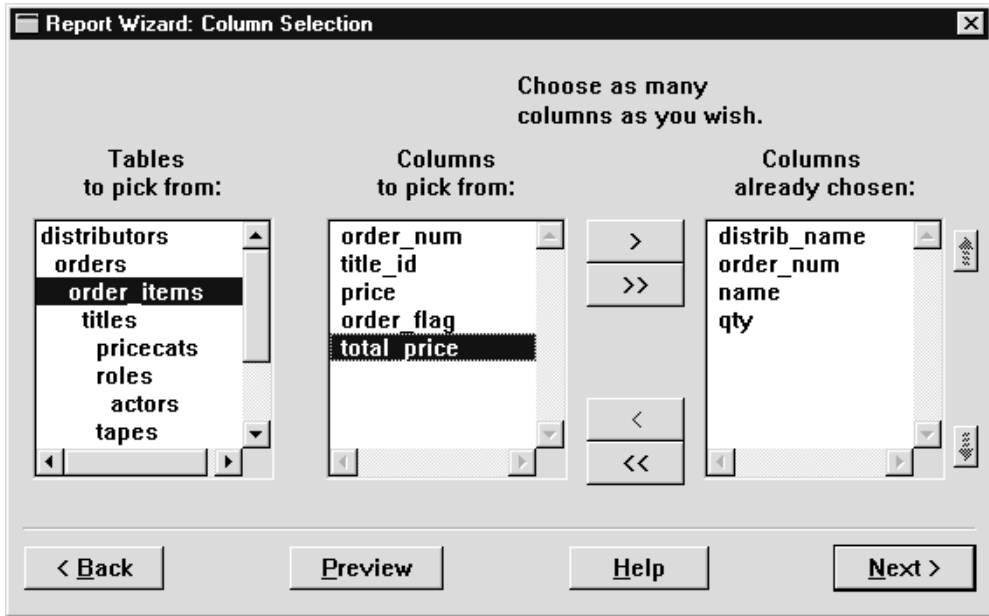 Report Wizard: Column Selection
Choose as many
columns as you wish.
Tables
to pick from:
distributors
orders
order_items
titles
pricecats
roles
actors
tapes
Columns
to pick from:
order_num
title_id
price
order_flag
total_price
>
>>
<
<<
Columns
already chosen:
distrib_name
order_num
name
qty
< Back
Preview
Help
Next >